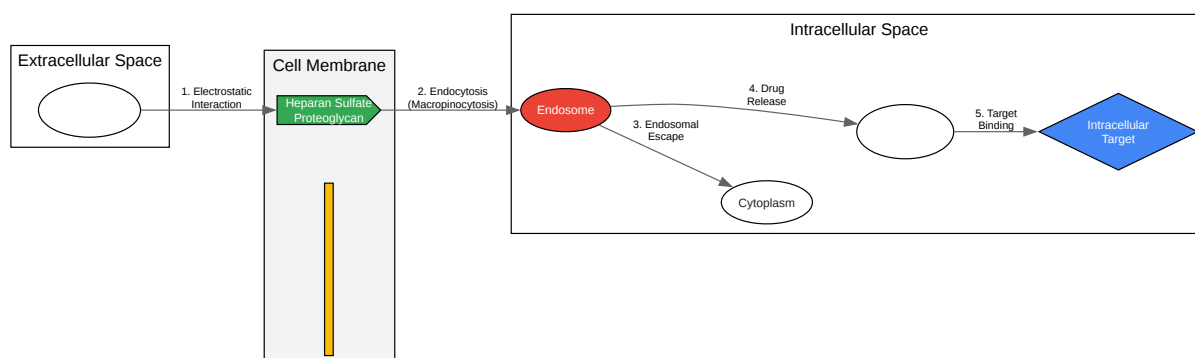 Extracellular Space
1. Electrostatic
Interaction
Cell Membrane
Heparan Sulfate
Proteoglycan
2. Endocytosis
(Macropinocytosis)
Intracellular Space
Endosome
3. Endosomal
Escape
Cytoplasm
4. Drug
Release
5. Target
Binding
Intracellular
Target